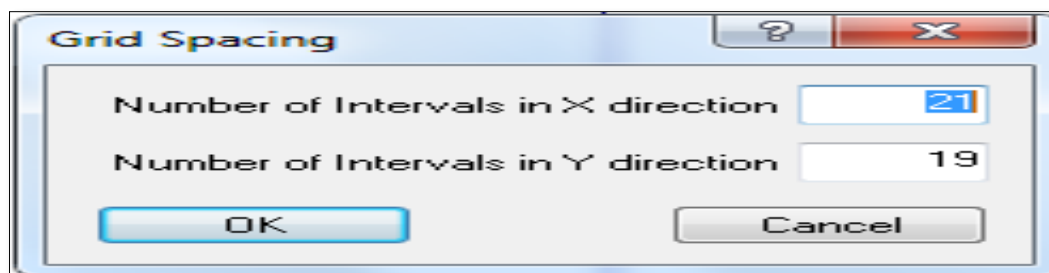 Grid Spacing ?
Number of Intervals in X direction 21
Number of Intervals in Y direction 19
OK Cancel